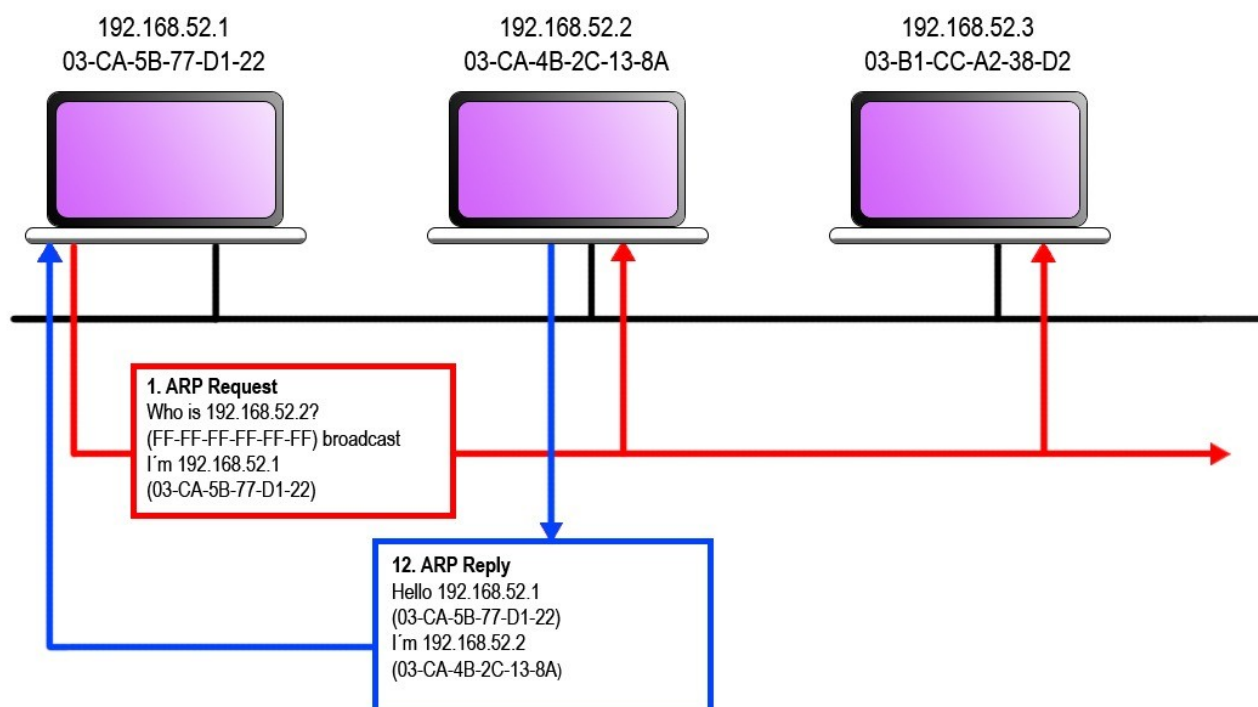 192.168.52.1
03-CA-5B-77-D1-22
192.168.52.2
03-CA-4B-2C-13-8A
192.168.52.3
03-B1-CC-A2-38-D2
1. ARP Request
Who is 192.168.52.2?
(FF-FF-FF-FF-FF-FF) broadcast
I´m 192.168.52.1
(03-CA-5B-77-D1-22)
12. ARP Reply
Hello 192.168.52.1
(03-CA-5B-77-D1-22)
I´m 192.168.52.2
(03-CA-4B-2C-13-8A)